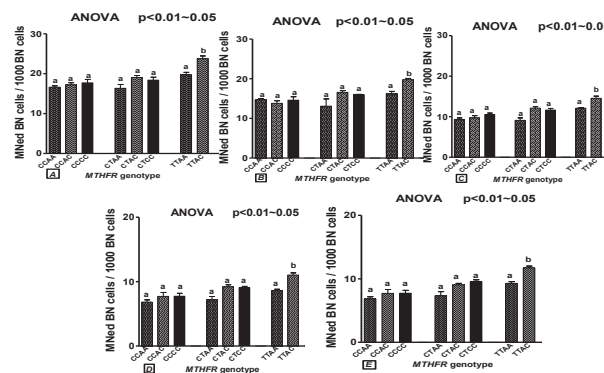 ANOVA p<0.01~0.05
MNed BN cells / 1000 BN cells
40
30
20
10
0
a a a a a a a b
CCAA CCAC CCCC CTAA CTAC CTCC TTAA TTAC
A MTHFR genotype
ANOVA p<0.01~0.05
MNed BN cells / 1000 BN cells
40
30
20
10
0
a a a a a a a b
CCAA CCAC CCCC CTAA CTAC CTCC TTAA TTAC
B MTHFR genotype
ANOVA p<0.01~0.0
MNed BN cells / 1000 BN cells
30
20
10
0
a a a a a a a b
CCAA CCAC CCCC CTAA CTAC CTCC TTAA TTAC
C MTHFR genotype
ANOVA p<0.01~0.05
MNed BN cells / 1000 BN cells
20
10
0
a a a a a a a b
CCAA CCAC CCCC CTAA CTAC CTCC TTAA TTAC
D MTHFR genotype
ANOVA p<0.01~0.05
MNed BN cells / 1000 BN cells
20
10
0
a a a a a a a b
CCAA CCAC CCCC CTAA CTAC CTCC TTAA TTAC
E MTHFR genotype